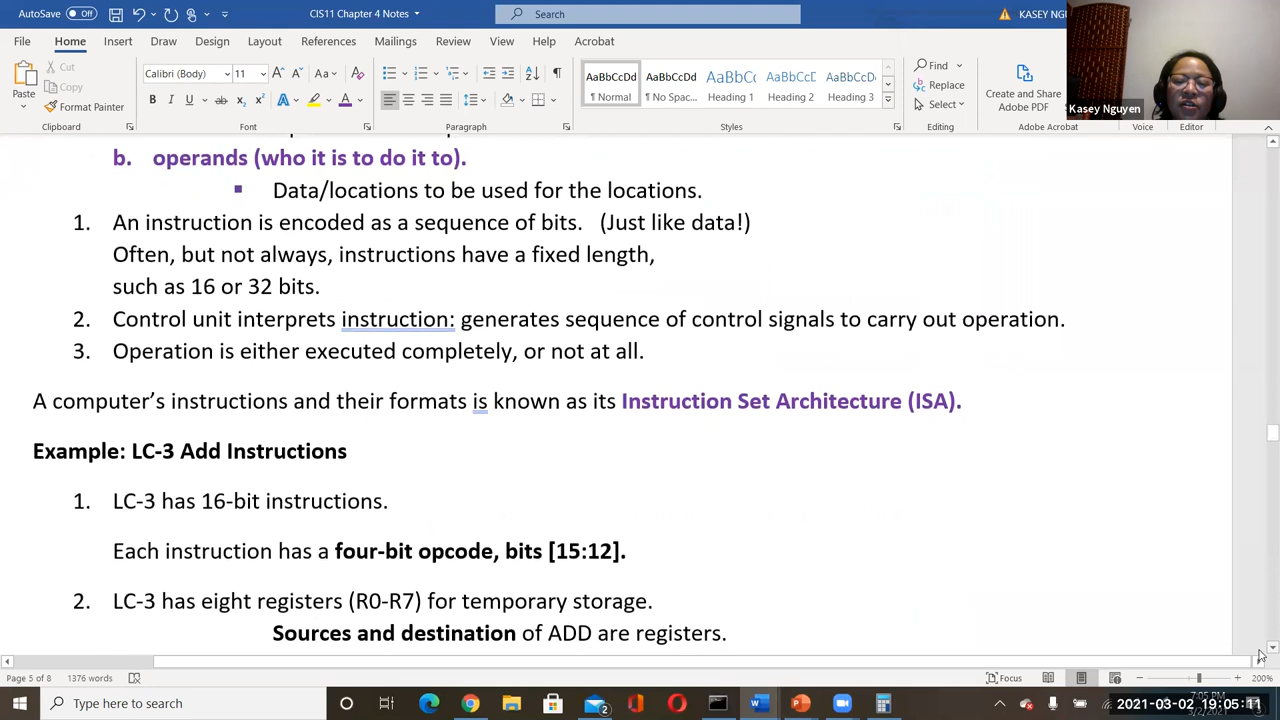 AutoSave Off CIS11 Chapter 4 Notes Search KASEY NGU
File Home Insert Draw Design Layout References Mailings Review View Help Acrobat
Paste Cut Copy Format Painter
Calibri (Body) 11
AaBbCcDd AaBbCcDd AaBbCc AaBbCcD AaBbCcD
¶ Normal ¶ No Spac... Heading 1 Heading 2 Heading 3
Find Replace Select
Create and Share Adobe PDF
Kasey Nguyen
Clipboard Font Paragraph Styles Editing Adobe Acrobat Voice Editor
b. operands (who it is to do it to).
▪ Data/locations to be used for the locations.
1. An instruction is encoded as a sequence of bits. (Just like data!)
Often, but not always, instructions have a fixed length,
such as 16 or 32 bits.
2. Control unit interprets instruction: generates sequence of control signals to carry out operation.
3. Operation is either executed completely, or not at all.
A computer’s instructions and their formats is known as its Instruction Set Architecture (ISA).
Example: LC-3 Add Instructions
1. LC-3 has 16-bit instructions.
Each instruction has a four-bit opcode, bits [15:12].
2. LC-3 has eight registers (R0-R7) for temporary storage.
Sources and destination of ADD are registers.
Page 5 of 8 1376 words Focus 200%
Type here to search 7:05 PM
2021-03-02 19:05:11